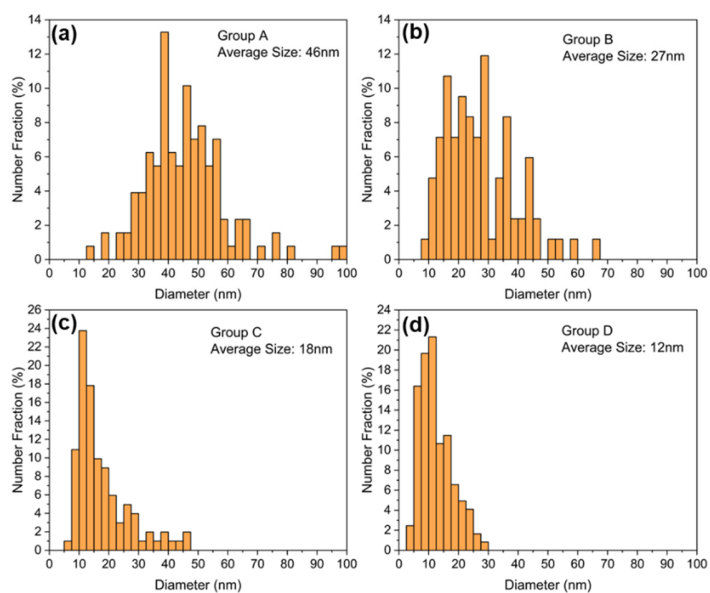 (a)
Group A
Average Size: 46nm
Number Fraction (%)
14
12
10
8
6
4
2
0
0 10 20 30 40 50 60 70 80 90 100
Diameter (nm)
(b)
Group B
Average Size: 27nm
Number Fraction (%)
14
12
10
8
6
4
2
0
0 10 20 30 40 50 60 70 80 90 100
Diameter (nm)
(c)
Group C
Average Size: 18nm
Number Fraction (%)
26
24
22
20
18
16
14
12
10
8
6
4
2
0
0 10 20 30 40 50 60 70 80 90 100
Diameter (nm)
(d)
Group D
Average Size: 12nm
Number Fraction (%)
24
22
20
18
16
14
12
10
8
6
4
2
0
0 10 20 30 40 50 60 70 80 90 100
Diameter (nm)